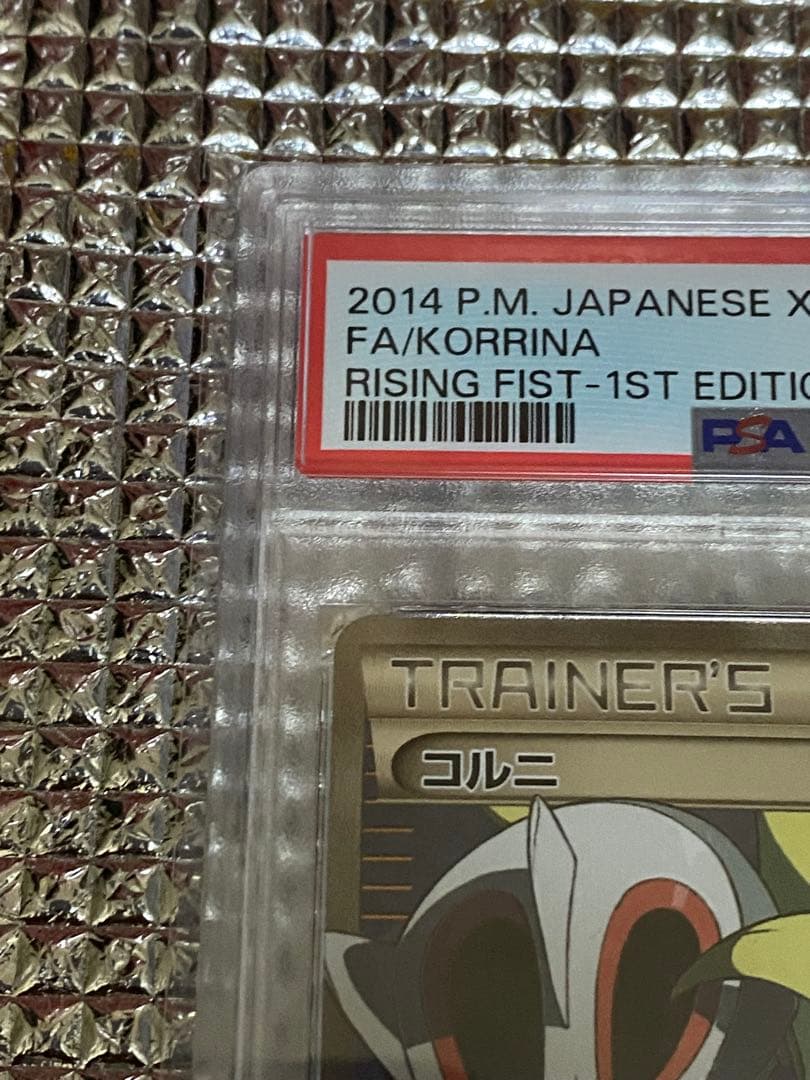 2014 P.M. JAPANESE X
FA/KORRINA
RISING FIST-1ST EDITIO
PSA
TRAINER'S
コルニ